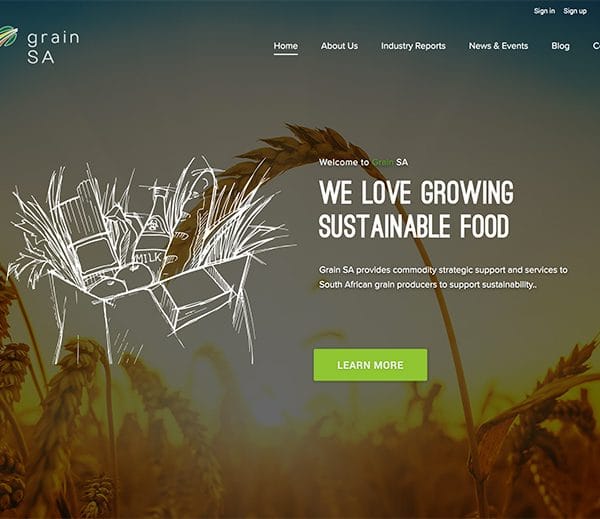 Sign in Sign up
grain
SA
Home About Us Industry Reports News & Events Blog
Welcome to Grain SA
WE LOVE GROWING
SUSTAINABLE FOOD
MILK
Grain SA provides commodity strategic support and services to
South African grain producers to support sustainability..
LEARN MORE